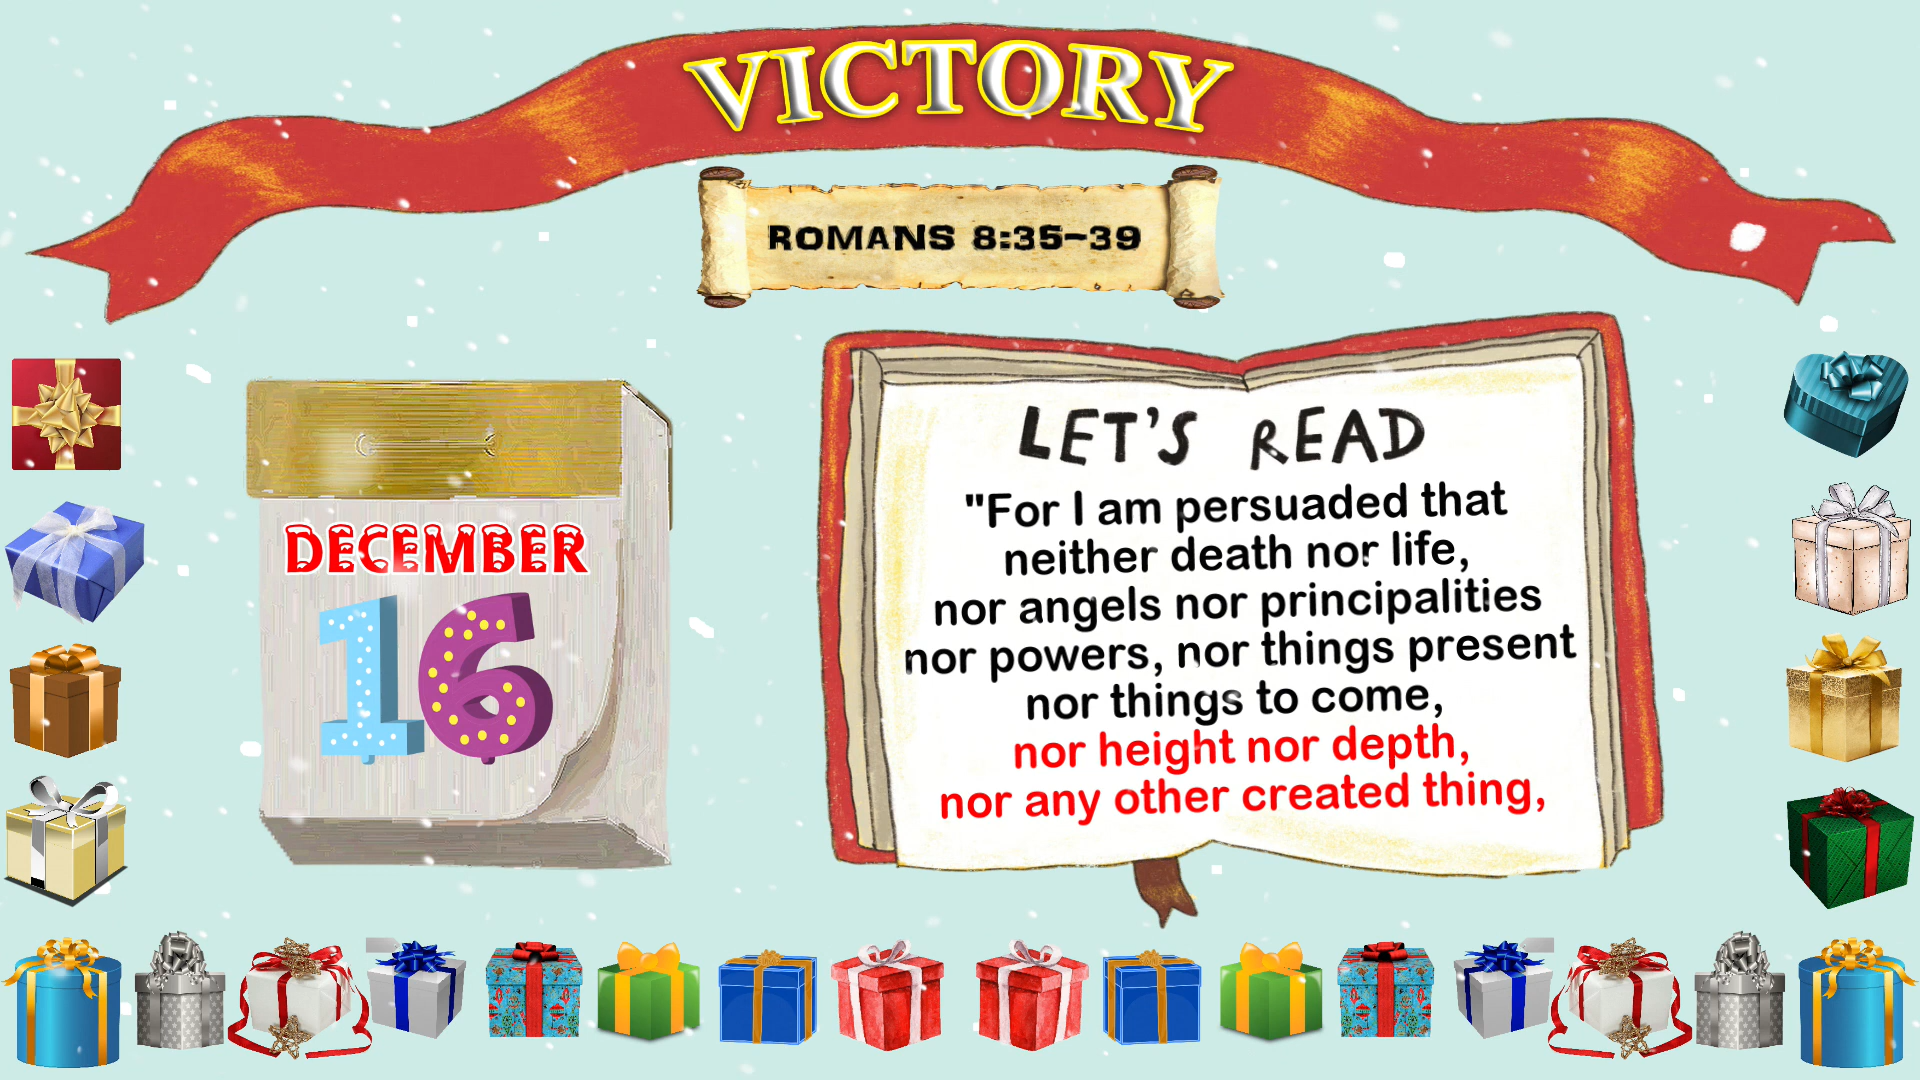 VICTORY
ROMANS 8:35-39
DECEMBER
16
LET'S READ
"For I am persuaded that
neither death nor life,
nor angels nor principalities
nor powers, nor things present
nor things to come,
nor height nor depth,
nor any other created thing,